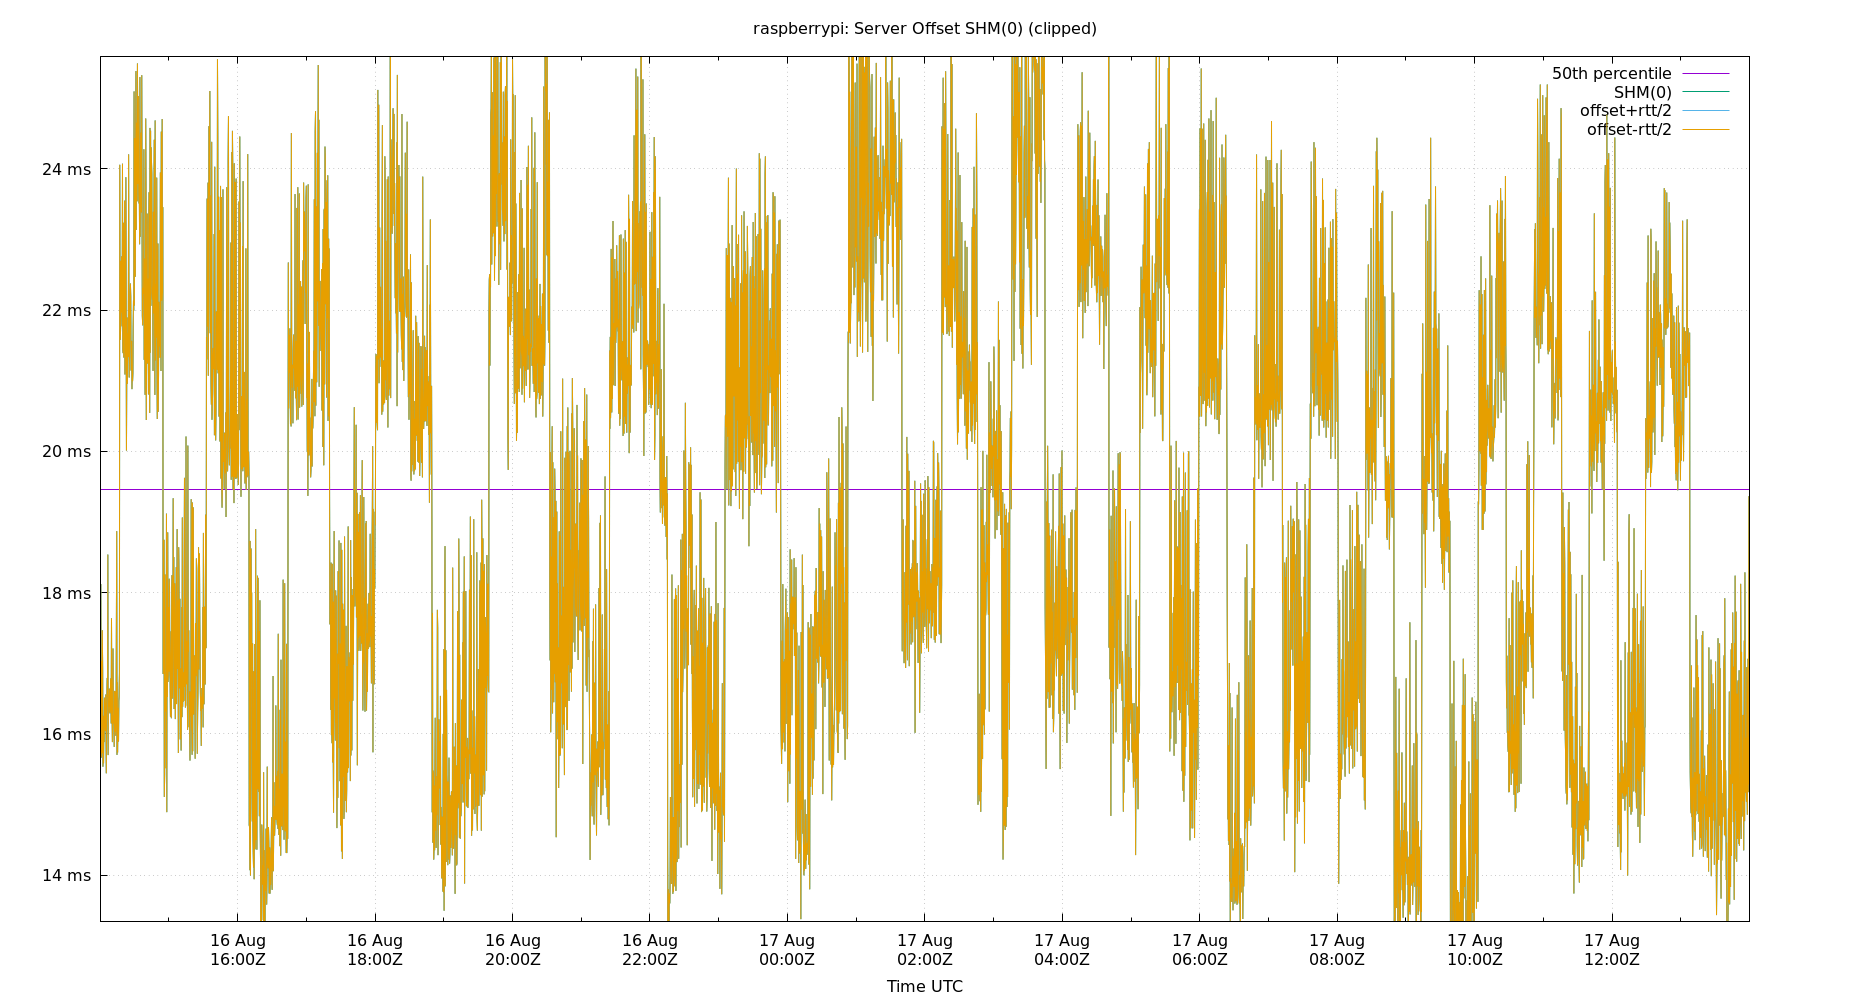 raspberrypi: Server Offset SHM(0) (clipped)
50th percentile
SHM(0)
offset+rtt/2
offset-rtt/2
24 ms
22 ms
20 ms
18 ms
16 ms
14 ms
16 Aug 16 Aug 16 Aug 16 Aug 17 Aug 17 Aug 17 Aug 17 Aug 17 Aug 17 Aug 17 Aug
16:00Z 18:00Z 20:00Z 22:00Z 00:00Z 02:00Z 04:00Z 06:00Z 08:00Z 10:00Z 12:00Z
Time UTC